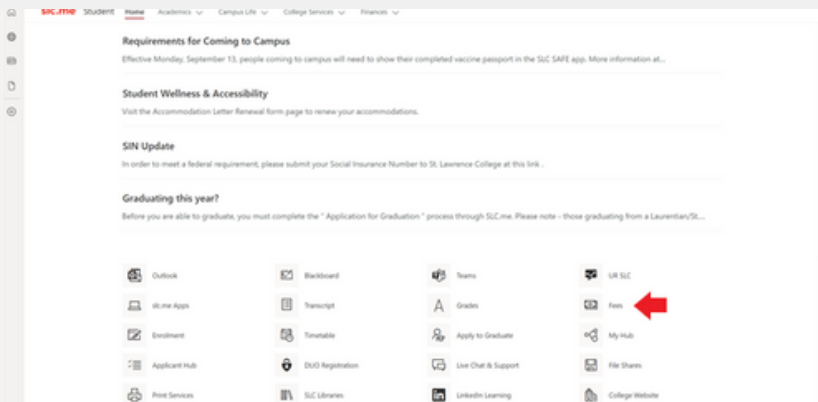 slc.me Student Home Academics Campus Life College Services Finances
Requirements for Coming to Campus
Effective Monday, September 13, people coming to campus will need to show their completed vaccine passport in the SLC SAFE app. More information at...
Student Wellness & Accessibility
Visit the Accommodation Letter Renewal form page to renew your accommodations.
SIN Update
In order to meet a federal requirement, please submit your Social Insurance Number to St. Lawrence College at this link .
Graduating this year?
Before you are able to graduate, you must complete the " Application for Graduation " process through SLC.me. Please note - those graduating from a Laurentian/St....
Outlook Blackboard Teams UR SLC
slc.me Apps Transcript Grades Fees
Enrolment Timetable Apply to Graduate My Hub
Applicant Hub DUO Registration Live Chat & Support File Shares
Print Services SLC Libraries LinkedIn Learning College Website